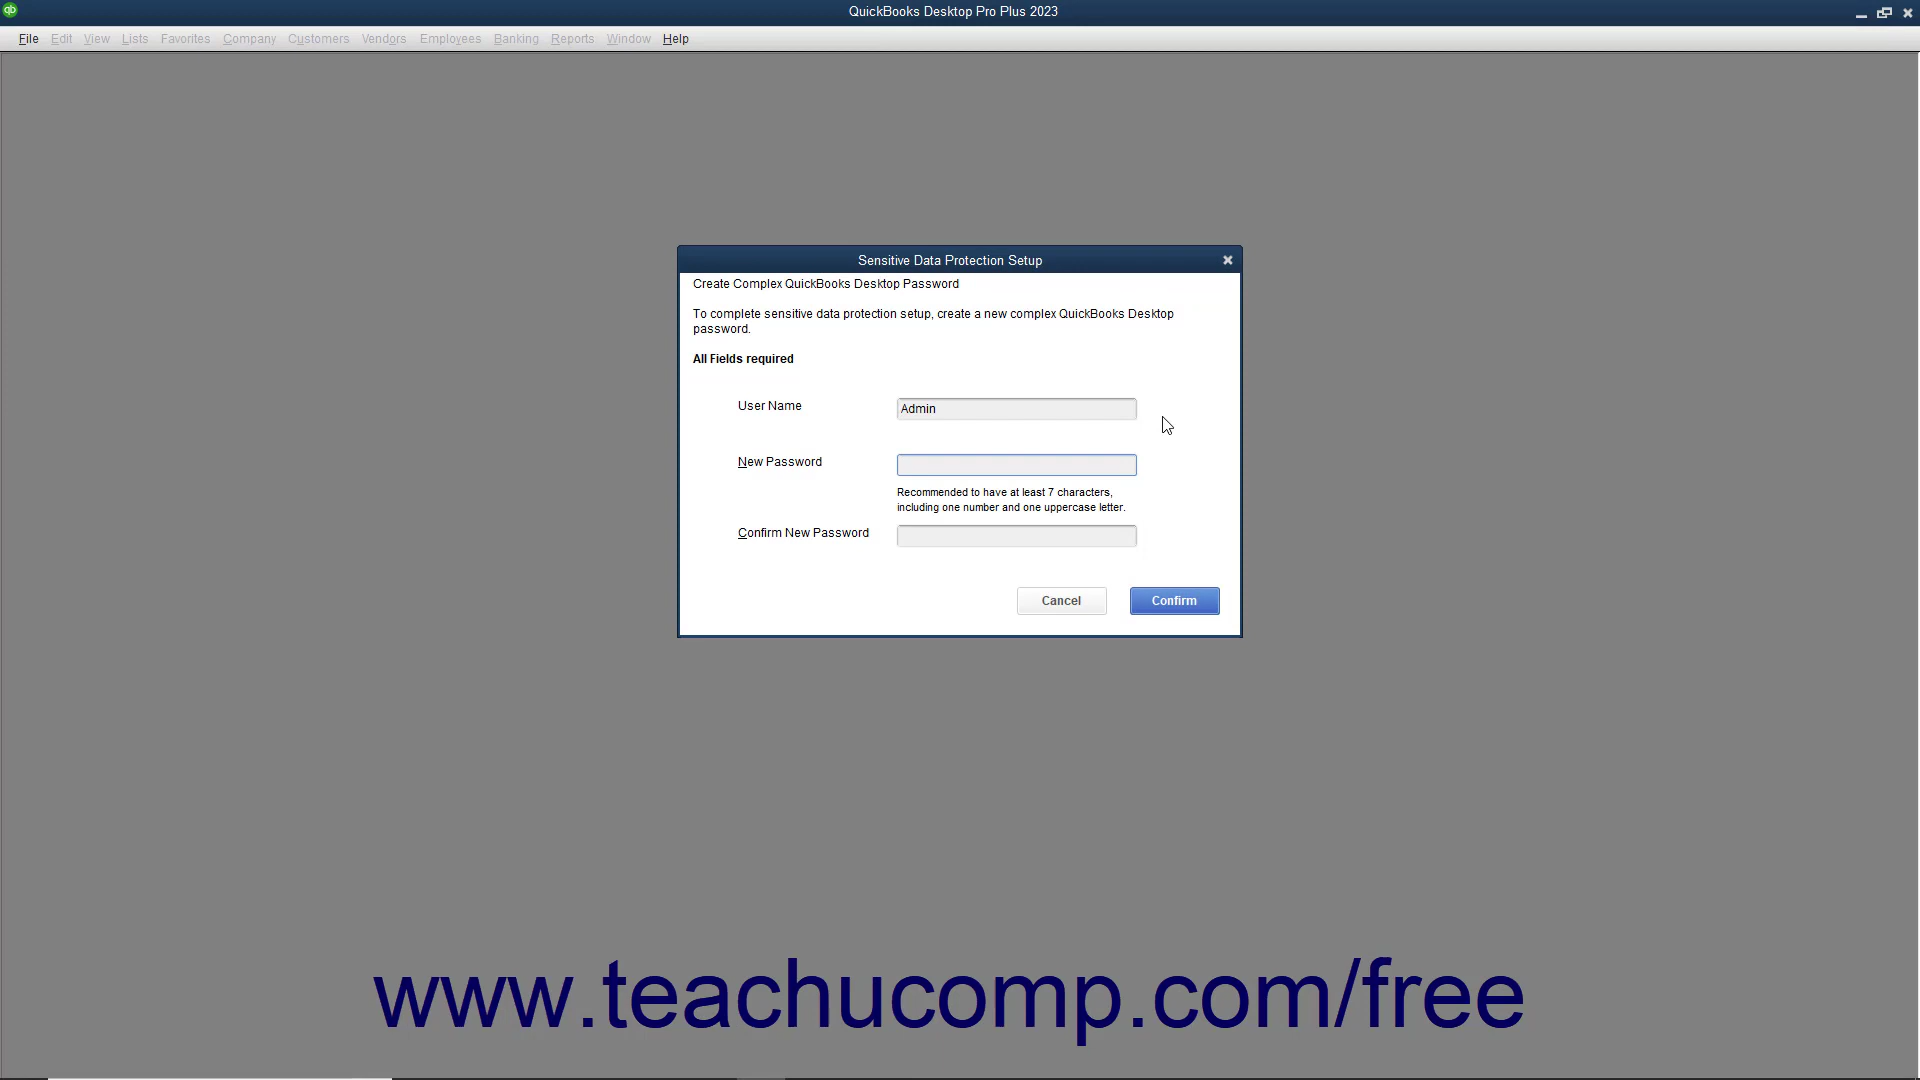 qb QuickBooks Desktop Pro Plus 2023
File Edit View Lists Favorites Company Customers Vendors Employees Banking Reports Window Help
Sensitive Data Protection Setup
Create Complex QuickBooks Desktop Password
To complete sensitive data protection setup, create a new complex QuickBooks Desktop
password.
All Fields required
User Name Admin
New Password
Recommended to have at least 7 characters,
including one number and one uppercase letter.
Confirm New Password
Cancel Confirm
www.teachucomp.com/free